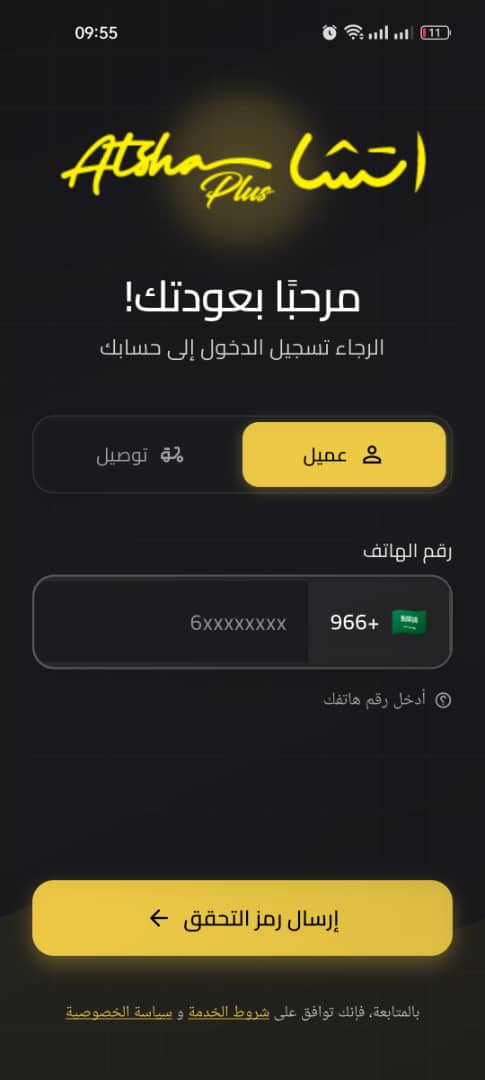 09:55
11
Atsha Plus اتشا
مرحبًا بعودتك!
الرجاء تسجيل الدخول إلى حسابك
عميل توصيل
رقم الهاتف
+966 6xxxxxxxx
أدخل رقم هاتفك
إرسال رمز التحقق
بالمتابعة، فإنك توافق على شروط الخدمة و سياسة الخصوصية